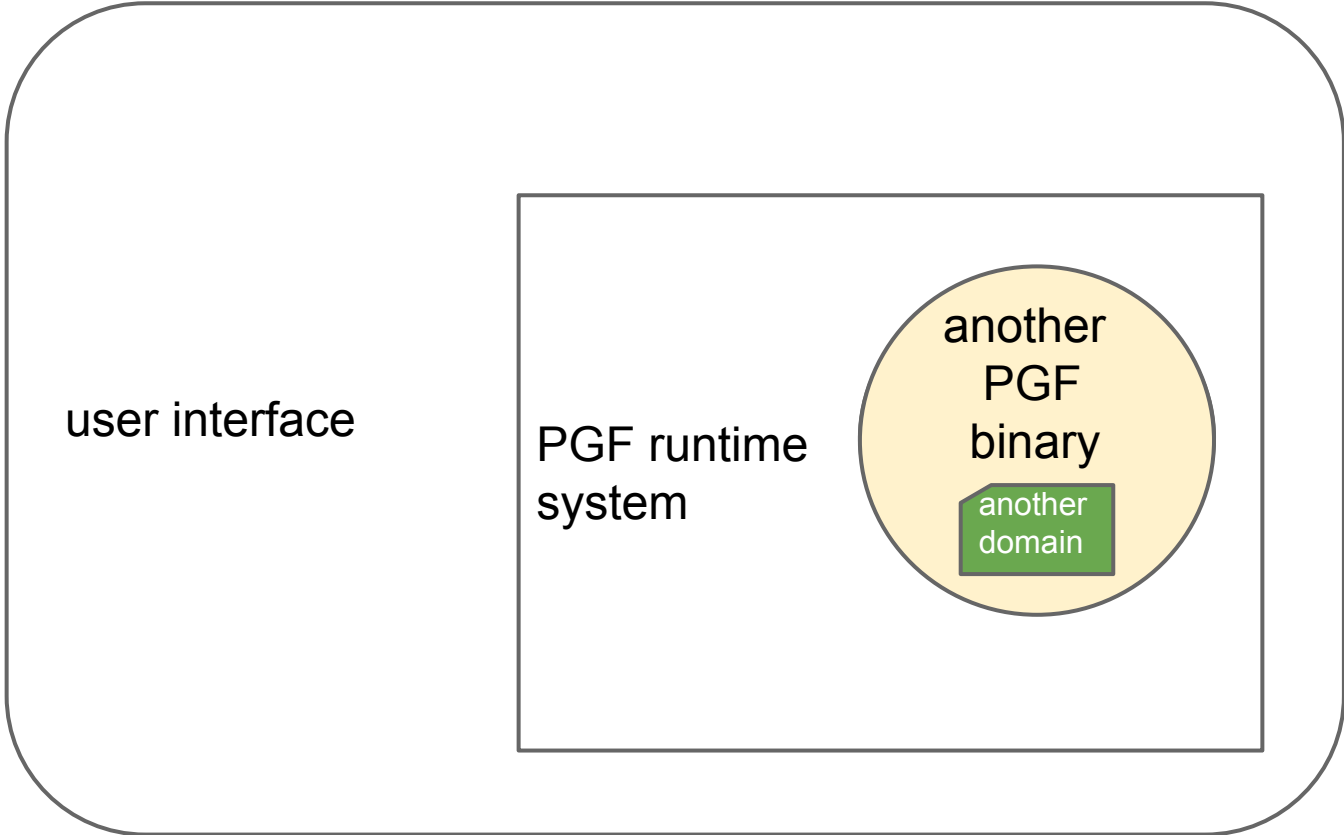 user interface
PGF runtime
system
another
PGF
binary
another
domain